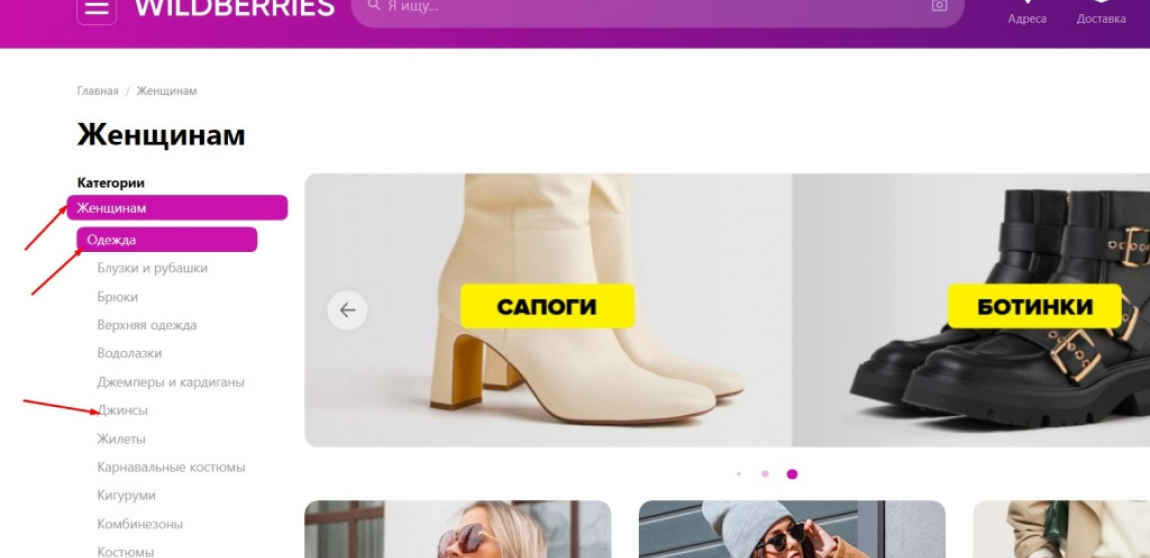 WILDBERRIES
Я ищу...
Адреса
Доставка
Главная / Женщинам
Женщинам
Категории
Женщинам
Одежда
Блузки и рубашки
Брюки
Верхняя одежда
Водолазки
Джемперы и кардиганы
Джинсы
Жилеты
Карнавальные костюмы
Кигуруми
Комбинезоны
Костюмы
САПОГИ
БОТИНКИ